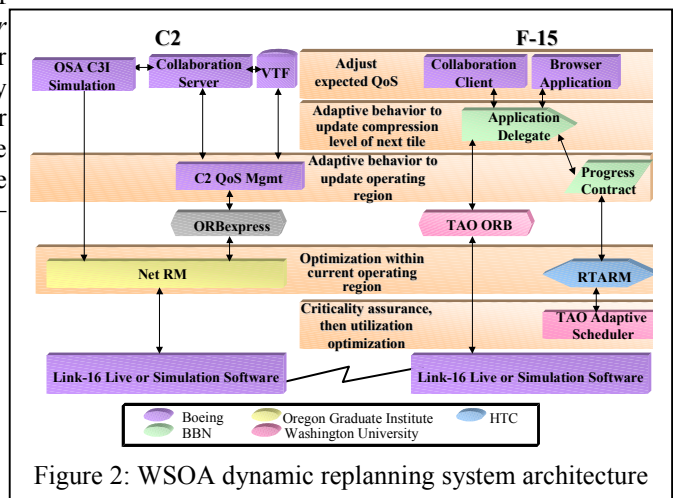 C2
F-15
OSA C3I
Simulation
Collaboration
Server
VTF
Adjust
expected QoS
Collaboration
Client
Browser
Application
Adaptive behavior to
update compression
level of next tile
Application
Delegate
C2 QoS Mgmt
Adaptive behavior to
update operating
region
Progress
Contract
ORBexpress
TAO ORB
Net RM
Optimization within
current operating
region
RTARM
Criticality assurance,
then utilization
optimization
TAO Adaptive
Scheduler
Link-16 Live or Simulation Software
Link-16 Live or Simulation Software
Boeing
Oregon Graduate Institute
HTC
BBN
Washington University
Figure 2: WSOA dynamic replanning system architecture